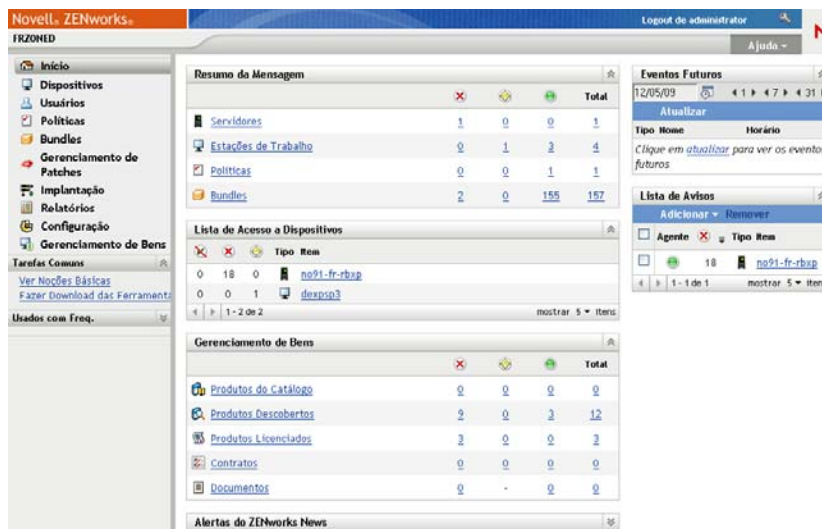 Novell® ZENworks®
Logout de administrator
FRZONED
Ajuda
Início
Dispositivos
Usuários
Políticas
Bundles
Gerenciamento de
Patches
Implantação
Relatórios
Configuração
Gerenciamento de Bens
Tarefas Comuns
Ver Noções Básicas
Fazer Download das Ferramenta
Usados com Freq.
Resumo da Mensagem
Total
Servidores 1 0 0 1
Estações de Trabalho 0 1 3 4
Políticas 0 0 1 1
Bundles 2 0 155 157
Lista de Acesso a Dispositivos
Tipo Item
0 18 0 no91-fr-rbxp
0 0 1 dexpsp3
1 - 2 de 2 mostrar 5 itens
Gerenciamento de Bens
Total
Produtos do Catálogo 0 0 0 0
Produtos Descobertos 9 0 3 12
Produtos Licenciados 3 0 0 3
Contratos 0 0 0 0
Documentos 0 - 0 0
Alertas do ZENworks News
Eventos Futuros
12/05/09 1 7 31
Atualizar
Tipo Nome Horário
Clique em atualizar para ver os evento
futuros
Lista de Avisos
Adicionar Remover
Agente Tipo Item
18 no91-fr-rbxp
1 - 1 de 1 mostrar 5 iten